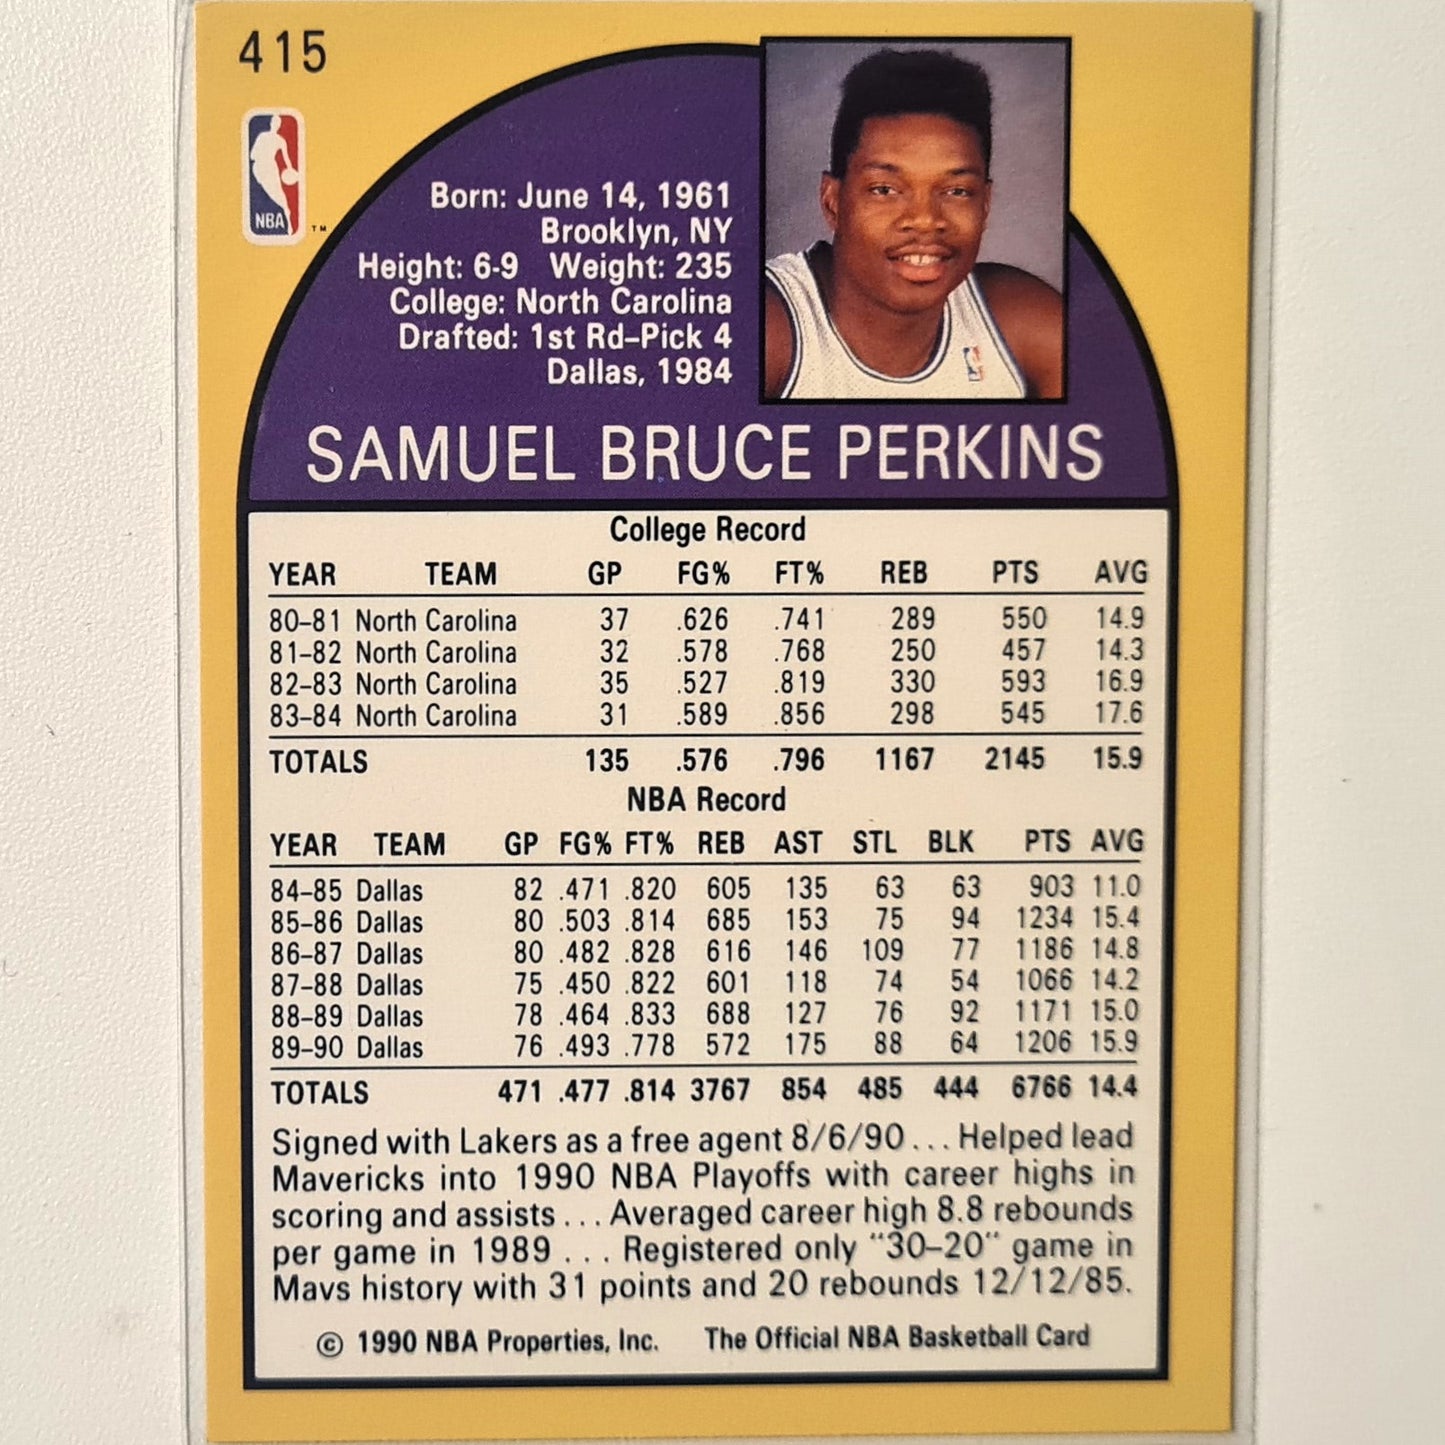 415
NBA
TM
Born: June 14, 1961
Brooklyn, NY
Height: 6-9 Weight: 235
College: North Carolina
Drafted: 1st Rd–Pick 4
Dallas, 1984
SAMUEL BRUCE PERKINS
College Record
YEAR TEAM GP FG% FT% REB PTS AVG
80–81 North Carolina 37 .626 .741 289 550 14.9
81–82 North Carolina 32 .578 .768 250 457 14.3
82–83 North Carolina 35 .527 .819 330 593 16.9
83–84 North Carolina 31 .589 .856 298 545 17.6
TOTALS 135 .576 .796 1167 2145 15.9
NBA Record
YEAR TEAM GP FG% FT% REB AST STL BLK PTS AVG
84–85 Dallas 82 .471 .820 605 135 63 63 903 11.0
85–86 Dallas 80 .503 .814 685 153 75 94 1234 15.4
86–87 Dallas 80 .482 .828 616 146 109 77 1186 14.8
87–88 Dallas 75 .450 .822 601 118 74 54 1066 14.2
88–89 Dallas 78 .464 .833 688 127 76 92 1171 15.0
89–90 Dallas 76 .493 .778 572 175 88 64 1206 15.9
TOTALS 471 .477 .814 3767 854 485 444 6766 14.4
Signed with Lakers as a free agent 8/6/90 . . . Helped lead
Mavericks into 1990 NBA Playoffs with career highs in
scoring and assists . . . Averaged career high 8.8 rebounds
per game in 1989 . . . Registered only "30–20" game in
Mavs history with 31 points and 20 rebounds 12/12/85.
© 1990 NBA Properties, Inc. The Official NBA Basketball Card